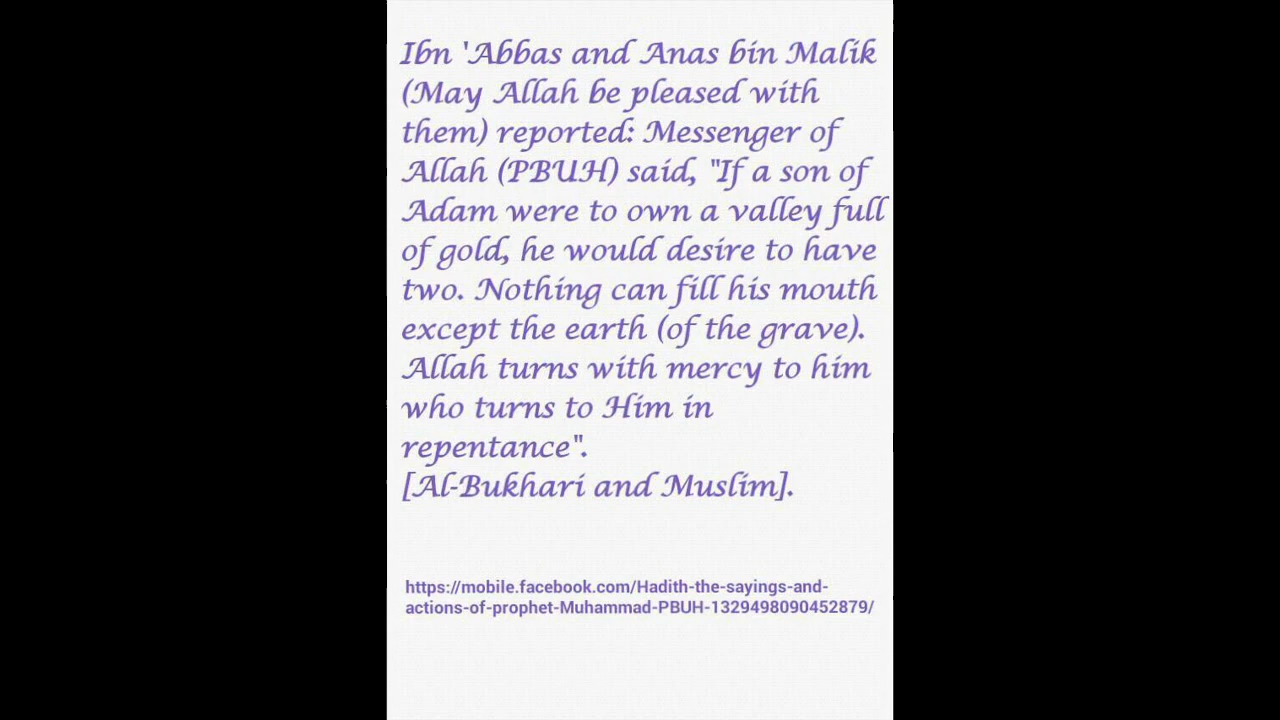 Ibn 'Abbas and Anas bin Malik
(May Allah be pleased with
them) reported: Messenger of
Allah (PBUH) said, "If a son of
Adam were to own a valley full
of gold, he would desire to have
two. Nothing can fill his mouth
except the earth (of the grave).
Allah turns with mercy to him
who turns to Him in
repentance".
[Al-Bukhari and Muslim].
https://mobile.facebook.com/Hadith-the-sayings-and-
actions-of-prophet-Muhammad-PBUH-1329498090452879/